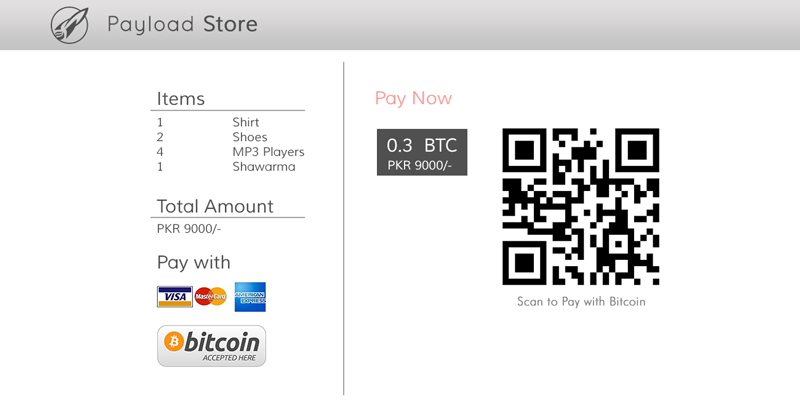 Payload Store
Items
1 Shirt
2 Shoes
4 MP3 Players
1 Shawarma
Total Amount
PKR 9000/-
Pay with
VISA MasterCard AMERICAN EXPRESS
bitcoin
ACCEPTED HERE
Pay Now
0.3 BTC
PKR 9000/-
Scan to Pay with Bitcoin